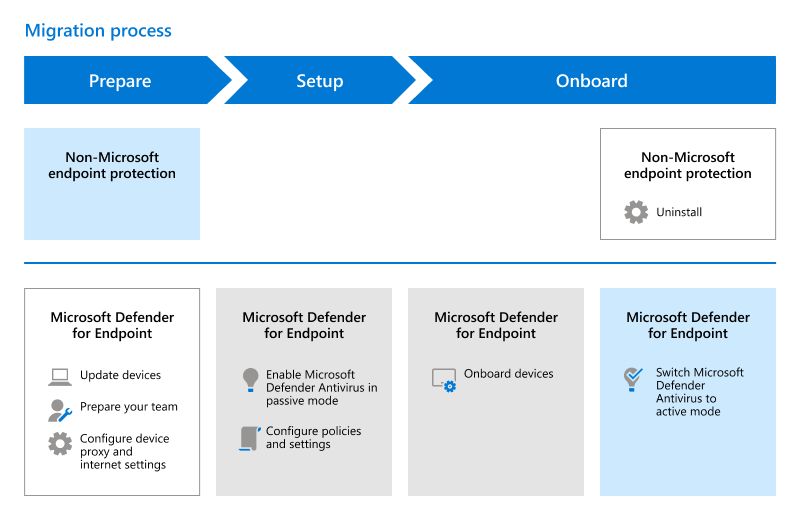 Migration process
Prepare
Setup
Onboard
Non-Microsoft
endpoint protection
Non-Microsoft
endpoint protection
Uninstall
Microsoft Defender
for Endpoint
Update devices
Prepare your team
Configure device
proxy and
internet settings
Microsoft Defender
for Endpoint
Enable Microsoft
Defender Antivirus in
passive mode
Configure policies
and settings
Microsoft Defender
for Endpoint
Onboard devices
Microsoft Defender
for Endpoint
Switch Microsoft
Defender
Antivirus to
active mode